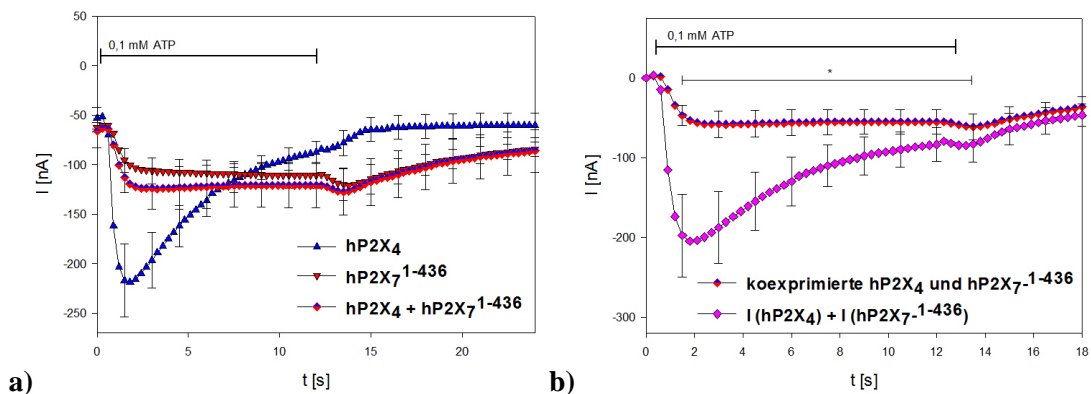 50
0
-50
-100
-150
-200
-250
I [nA]
0,1 mM ATP
hP2X4
hP2X7 1-436
hP2X4 + hP2X7 1-436
0 5 10 15 20
t [s]
a)
0
-100
-200
-300
I [nA]
0,1 mM ATP
*
koexprimierte hP2X4 und hP2X7- 1-436
I (hP2X4) + I (hP2X7- 1-436)
0 2 4 6 8 10 12 14 16 18
t [s]
b)